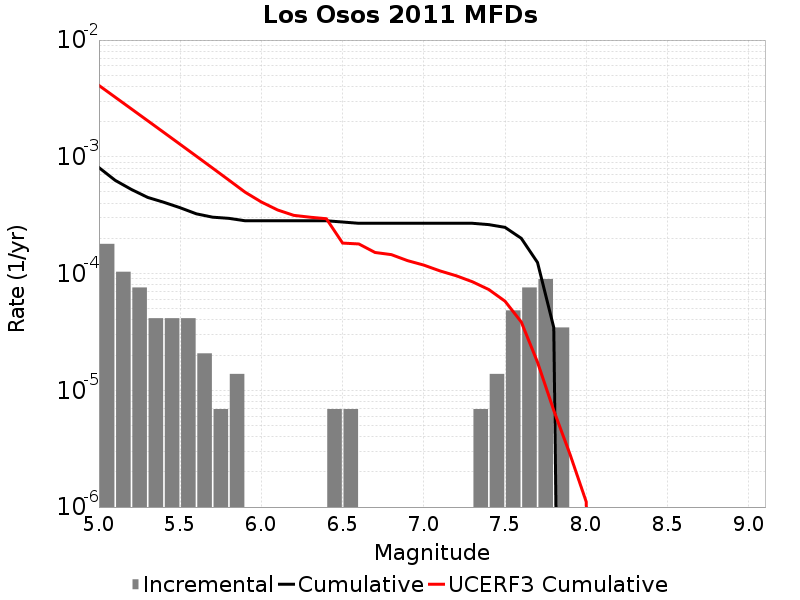 Los Osos 2011 MFDs
10-2
10-3
10-4
10-5
10-6
Rate (1/yr)
5.0 5.5 6.0 6.5 7.0 7.5 8.0 8.5 9.0
Magnitude
Incremental Cumulative UCERF3 Cumulative